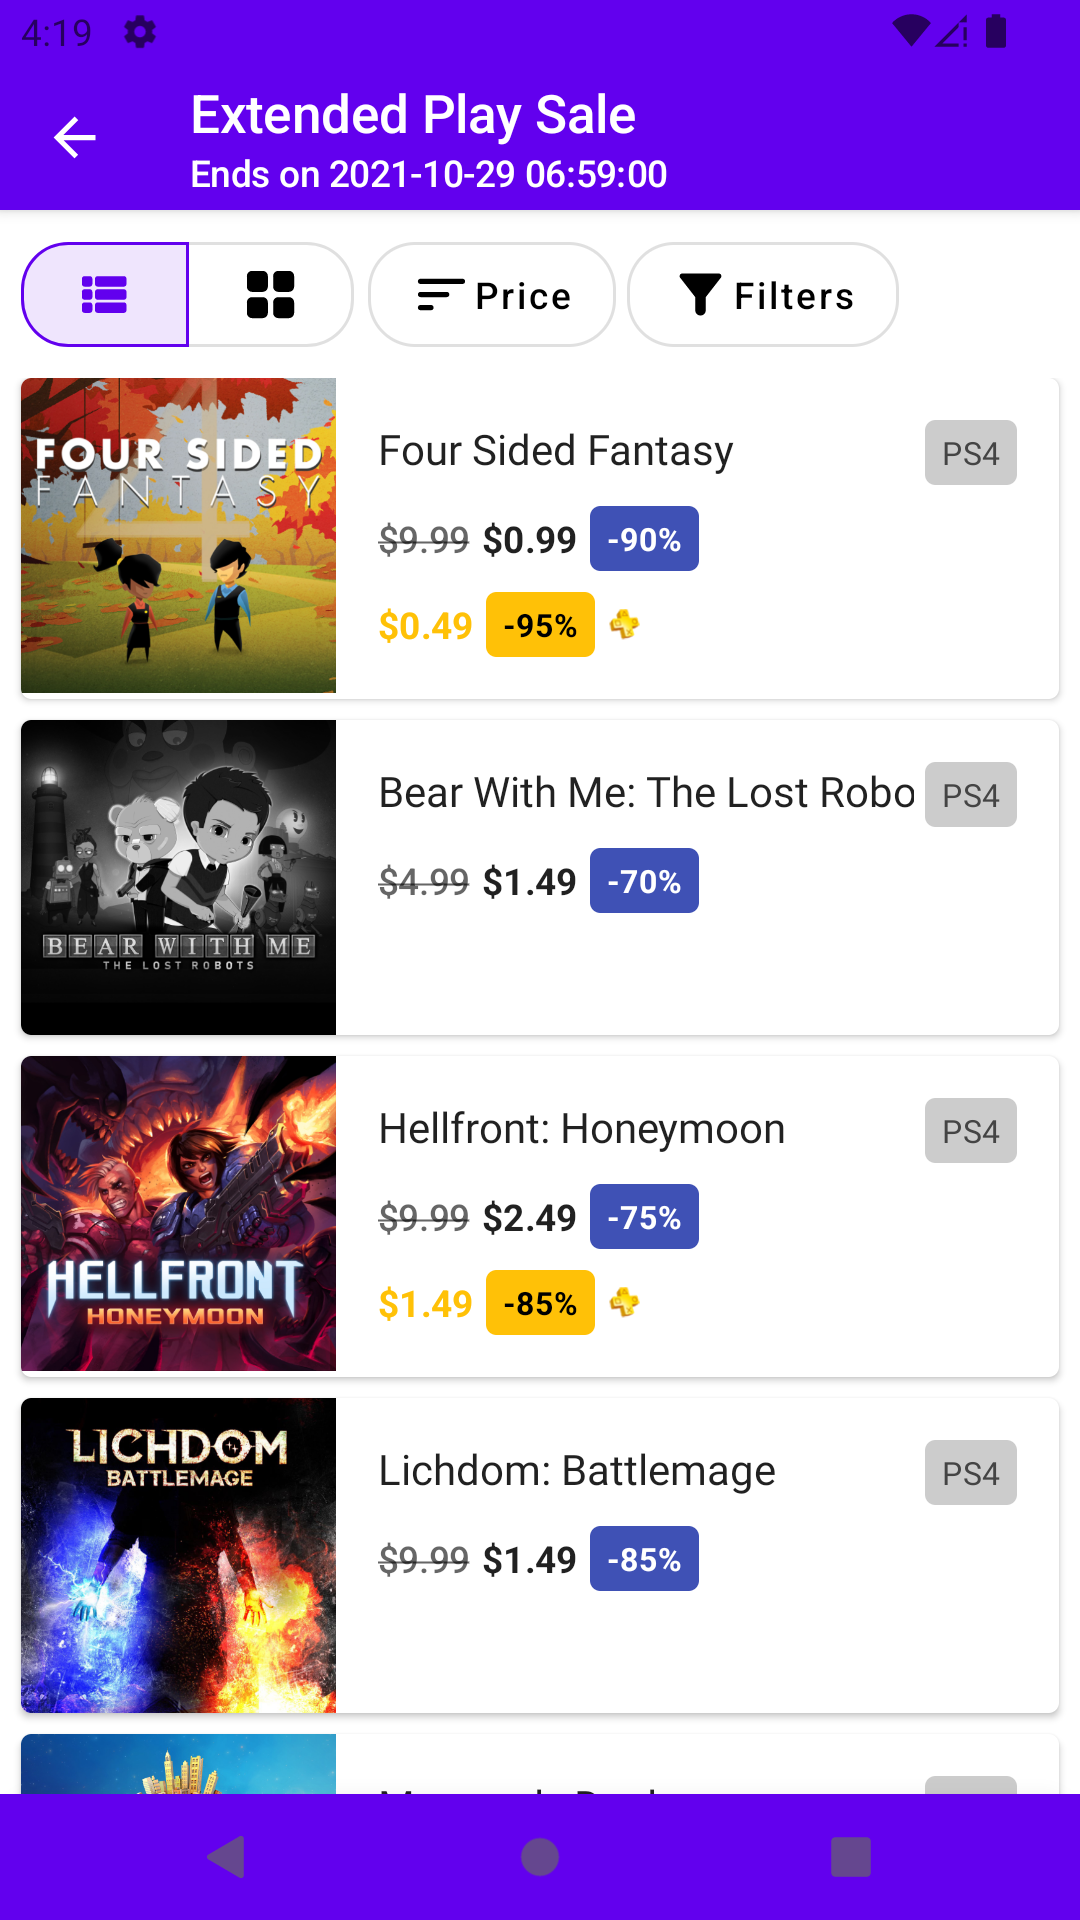 4:19
Extended Play Sale
Ends on 2021-10-29 06:59:00
Price
Filters
FOUR SIDED
FANTASY
4
Four Sided Fantasy
PS4
$9.99 $0.99 -90%
$0.49 -95%
BEAR WITH ME
THE LOST ROBOTS
Bear With Me: The Lost Robo
PS4
$4.99 $1.49 -70%
HELLFRONT
HONEYMOON
Hellfront: Honeymoon
PS4
$9.99 $2.49 -75%
$1.49 -85%
LICHDOM
BATTLEMAGE
Lichdom: Battlemage
PS4
$9.99 $1.49 -85%